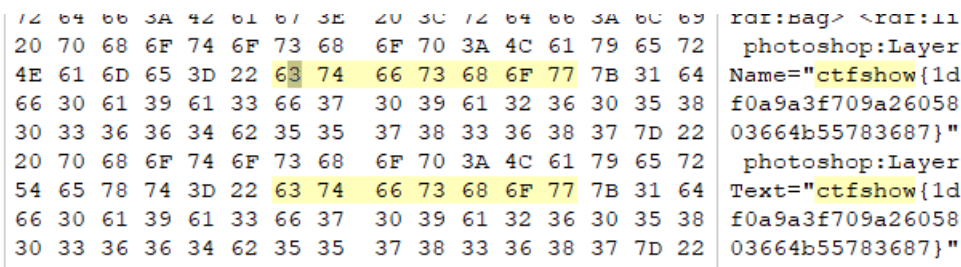 72 64 66 3A 42 61 67 3E 20 3C 72 64 66 3A 6C 69 rdf:Bag> <rdf:li
20 70 68 6F 74 6F 73 68 6F 70 3A 4C 61 79 65 72 photoshop:Layer
4E 61 6D 65 3D 22 63 74 66 73 68 6F 77 7B 31 64 Name="ctfshow{1d
66 30 61 39 61 33 66 37 30 39 61 32 36 30 35 38 f0a9a3f709a26058
30 33 36 36 34 62 35 35 37 38 33 36 38 37 7D 22 03664b55783687}"
20 70 68 6F 74 6F 73 68 6F 70 3A 4C 61 79 65 72 photoshop:Layer
54 65 78 74 3D 22 63 74 66 73 68 6F 77 7B 31 64 Text="ctfshow{1d
66 30 61 39 61 33 66 37 30 39 61 32 36 30 35 38 f0a9a3f709a26058
30 33 36 36 34 62 35 35 37 38 33 36 38 37 7D 22 03664b55783687}"